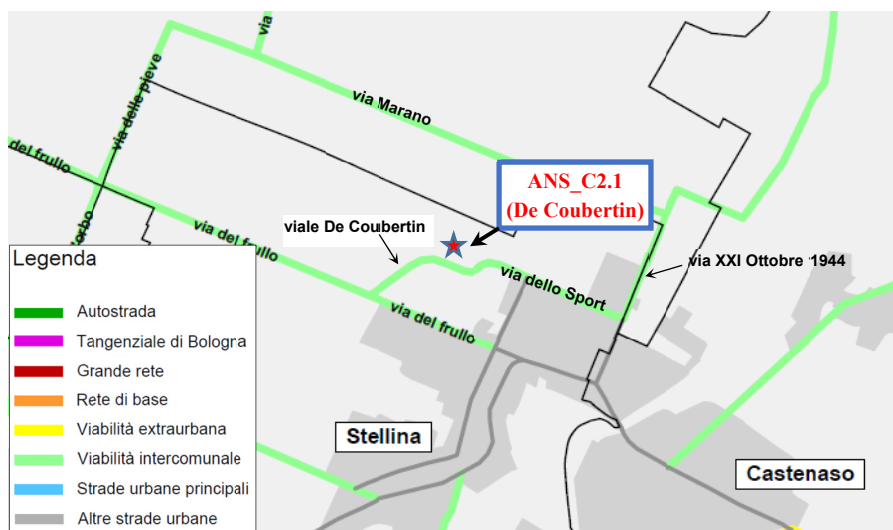 via
via delle pieve
via Marano
del frullo
ANS_C2.1
(De Coubertin)
via del frullo
viale De Coubertin
via XXI Ottobre 1944
via dello Sport
via del frullo
Legenda
Autostrada
Tangenziale di Bologra
Grande rete
Rete di base
Viabilità extraurbana
Viabilità intercomunale
Strade urbane principali
Altre strade urbane
Stellina
Castenaso